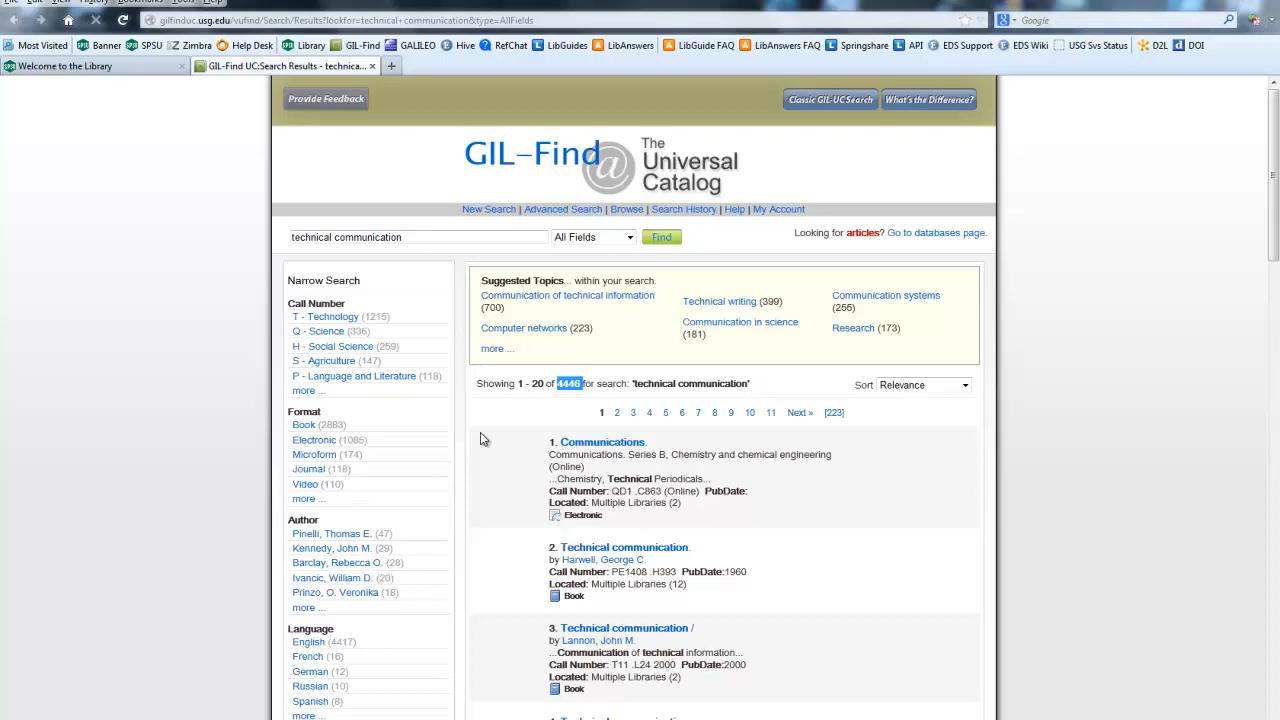 gilfinduc.usg.edu/vufind/Search/Results?lookfor=technical+communication&type=AllFields
Google
Most Visited Banner SPSU Zimbra Help Desk Library GIL-Find GALILEO Hive RefChat LibGuides LibAnswers LibGuide FAQ LibAnswers FAQ Springshare API EDS Support EDS Wiki USG Svs Status D2L DOI
Welcome to the Library × GIL-Find UC:Search Results - technica... × +
Provide Feedback
Classic GIL-UC Search What's the Difference?
GIL-Find @ The Universal Catalog
New Search | Advanced Search | Browse | Search History | Help | My Account
technical communication All Fields Find
Looking for articles? Go to databases page.
Narrow Search
Call Number
T - Technology (1215)
Q - Science (336)
H - Social Science (259)
S - Agriculture (147)
P - Language and Literature (118)
more ...
Format
Book (2883)
Electronic (1085)
Microform (174)
Journal (118)
Video (110)
more ...
Author
Pinelli, Thomas E. (47)
Kennedy, John M. (29)
Barclay, Rebecca O. (28)
Ivancic, William D. (20)
Prinzo, O. Veronika (18)
more ...
Language
English (4417)
French (16)
German (12)
Russian (10)
Spanish (8)
more ...
Suggested Topics... within your search.
Communication of technical information (700)
Technical writing (399)
Communication systems (255)
Computer networks (223)
Communication in science (181)
Research (173)
more ...
Showing 1 - 20 of 4446 for search: 'technical communication'
Sort Relevance
1 2 3 4 5 6 7 8 9 10 11 Next » [223]
1. Communications.
Communications. Series B, Chemistry and chemical engineering
(Online)
...Chemistry, Technical Periodicals...
Call Number: QD1 .C863 (Online) PubDate:
Located: Multiple Libraries (2)
Electronic
2. Technical communication.
by Harwell, George C.
Call Number: PE1408 .H393 PubDate:1960
Located: Multiple Libraries (12)
Book
3. Technical communication /
by Lannon, John M.
...Communication of technical information...
Call Number: T11 .L24 2000 PubDate:2000
Located: Multiple Libraries (2)
Book